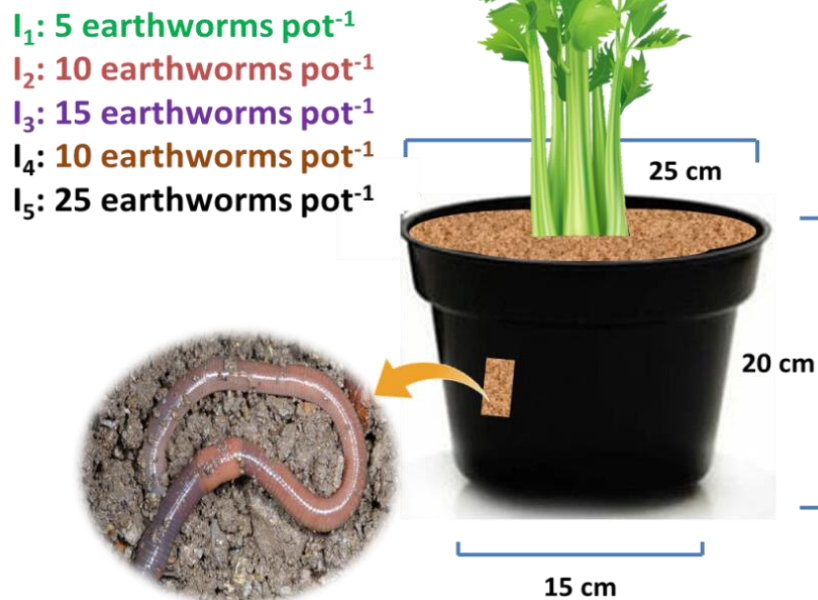 I₁: 5 earthworms pot⁻¹
I₂: 10 earthworms pot⁻¹
I₃: 15 earthworms pot⁻¹
I₄: 10 earthworms pot⁻¹
I₅: 25 earthworms pot⁻¹
25 cm
20 cm
15 cm